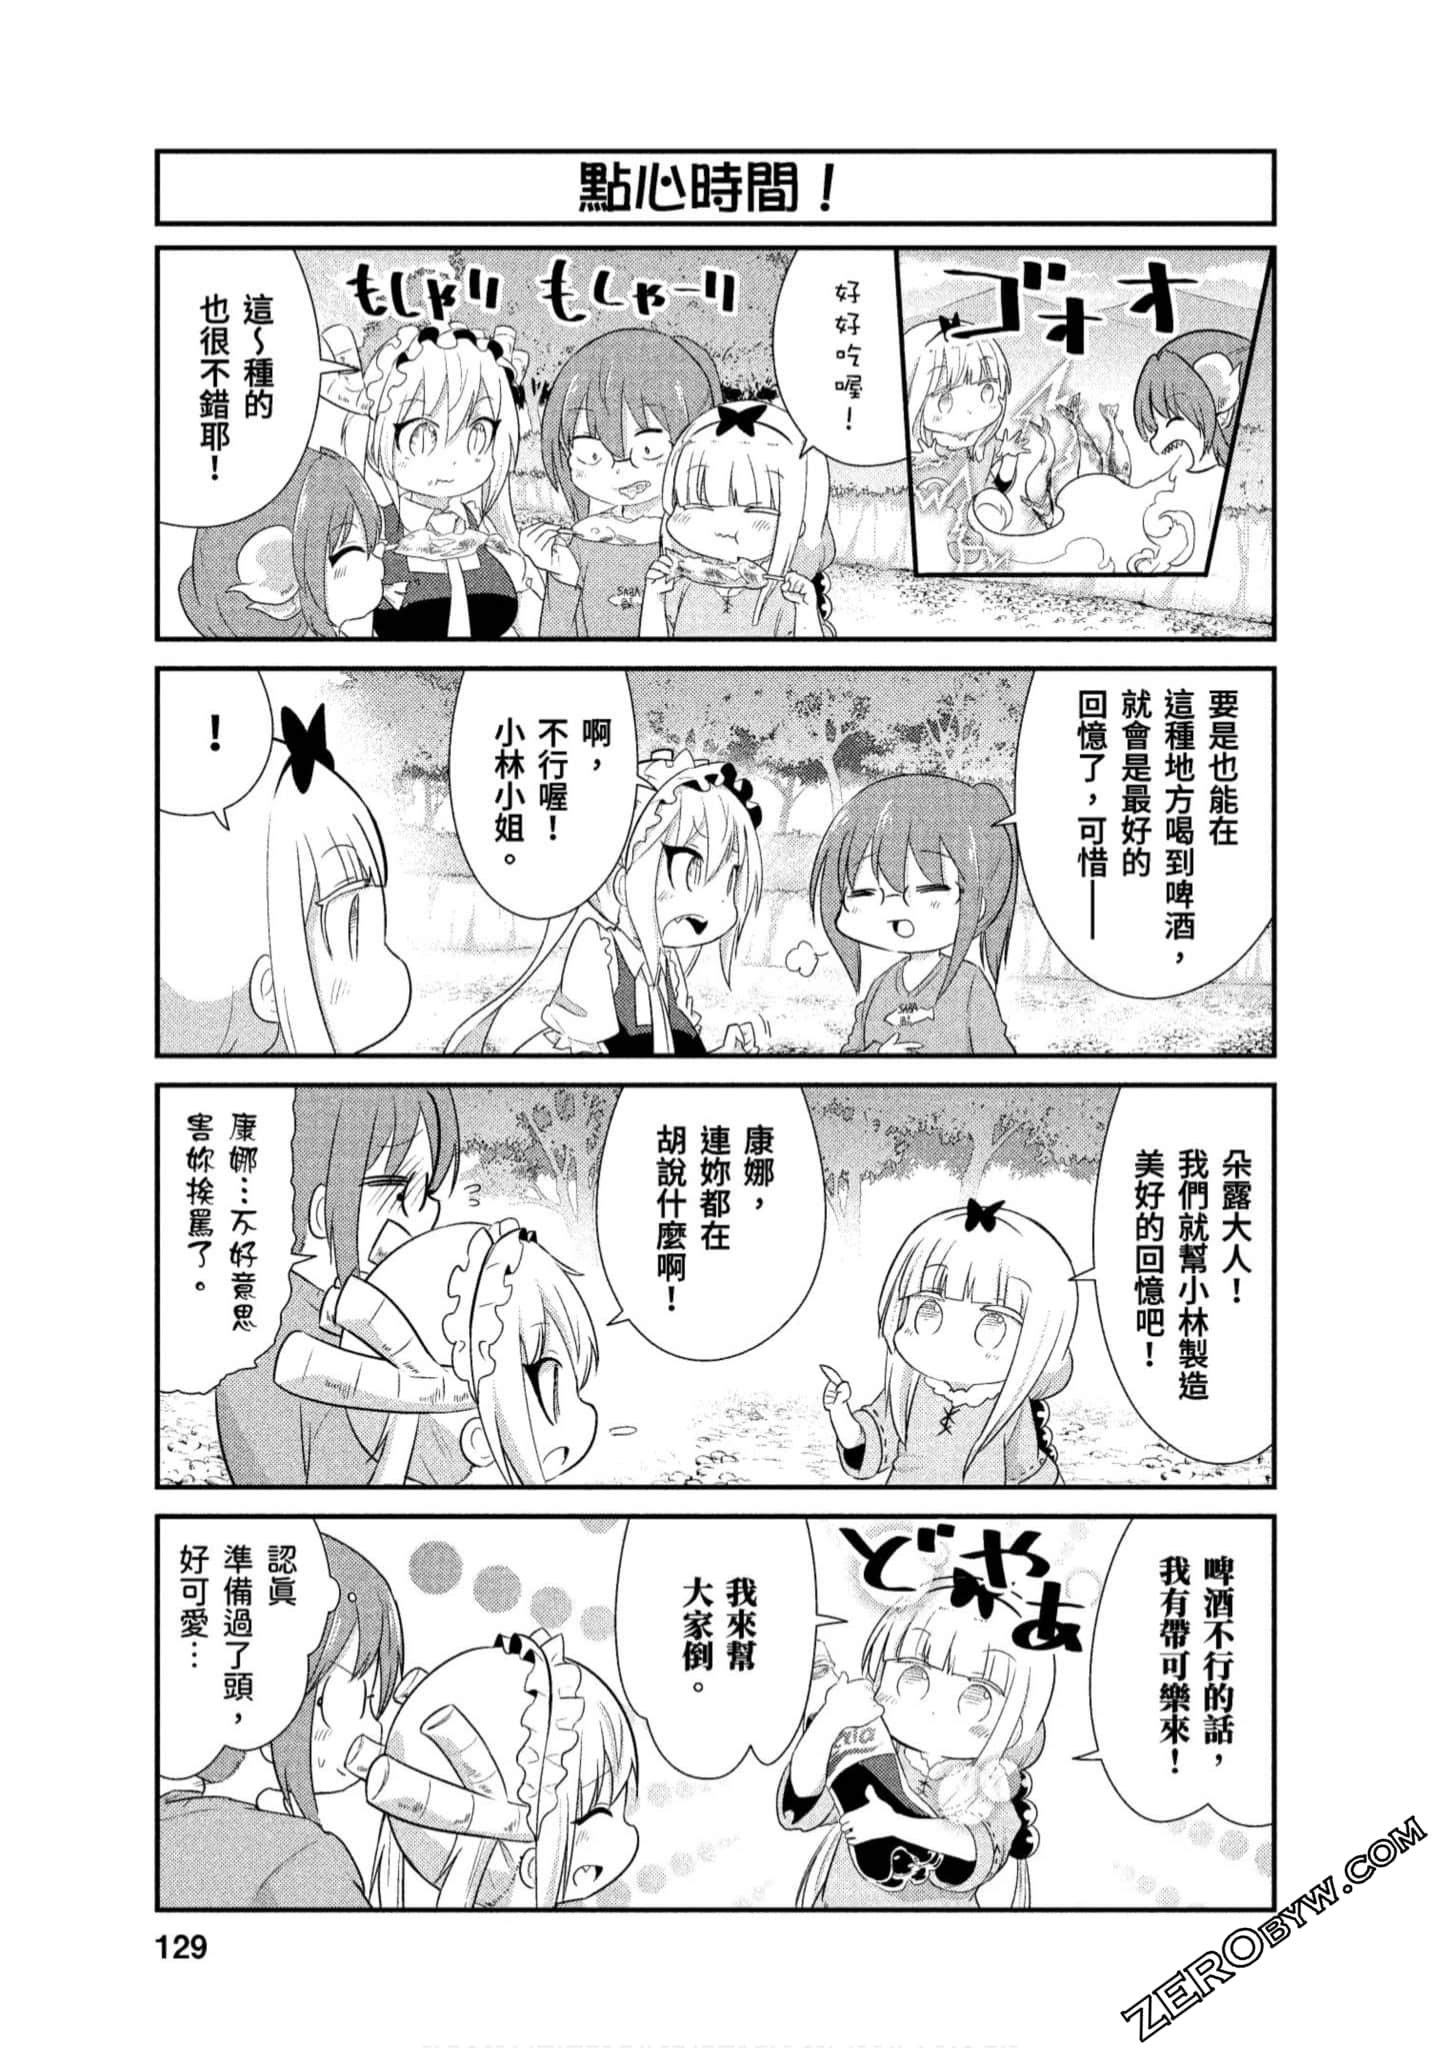 點心時間！
ゴオオ
好好吃喔！
もしゃーり
もしゃり
這～種的
也很不錯耶！
SABA
要是也能在
這種地方喝到啤酒，
就會是最好的
回憶了，可惜——
啊，
不行喔！
小林小姐。
SABA
！
朵露大人！
我們就幫小林製造
美好的回憶吧！
康娜，
連妳都在
胡說什麼啊！
康娜…不好意思
害妳挨罵了。
啤酒不行的話，
我有帶可樂來！
どやぁ
我來幫
大家倒。
認真
準備過了頭，
好可愛…
129
ZEROBYW.COM